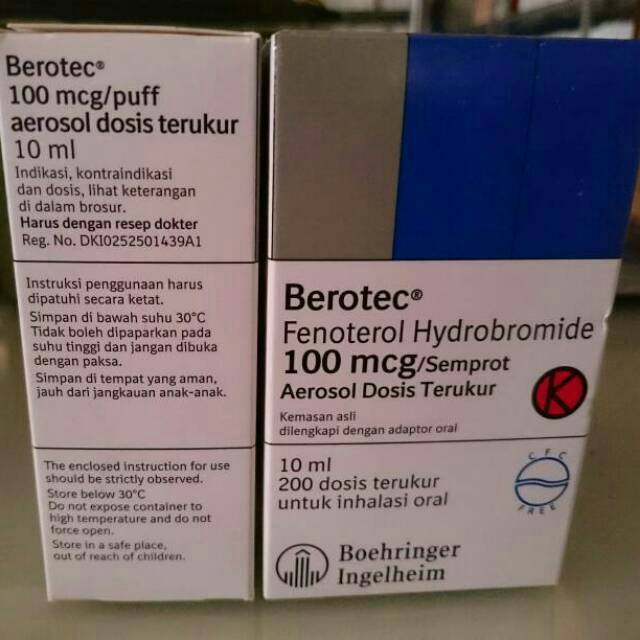 Berotec®
100 mcg/puff
aerosol dosis terukur
10 ml
Indikasi, kontraindikasi
dan dosis, lihat keterangan
di dalam brosur.
Harus dengan resep dokter
Reg. No. DKI0252501439A1
Instruksi penggunaan harus
dipatuhi secara ketat.
Simpan di bawah suhu 30°C
Tidak boleh dipaparkan pada
suhu tinggi dan jangan dibuka
dengan paksa.
Simpan di tempat yang aman,
jauh dari jangkauan anak-anak.
The enclosed instruction for use
should be strictly observed.
Store below 30°C
Do not expose container to
high temperature and do not
force open.
Store in a safe place,
out of reach of children.
Berotec®
Fenoterol Hydrobromide
100 mcg/Semprot
Aerosol Dosis Terukur
K
Kemasan asli
dilengkapi dengan adaptor oral
10 ml
200 dosis terukur
untuk inhalasi oral
CFC
FREE
Boehringer
Ingelheim